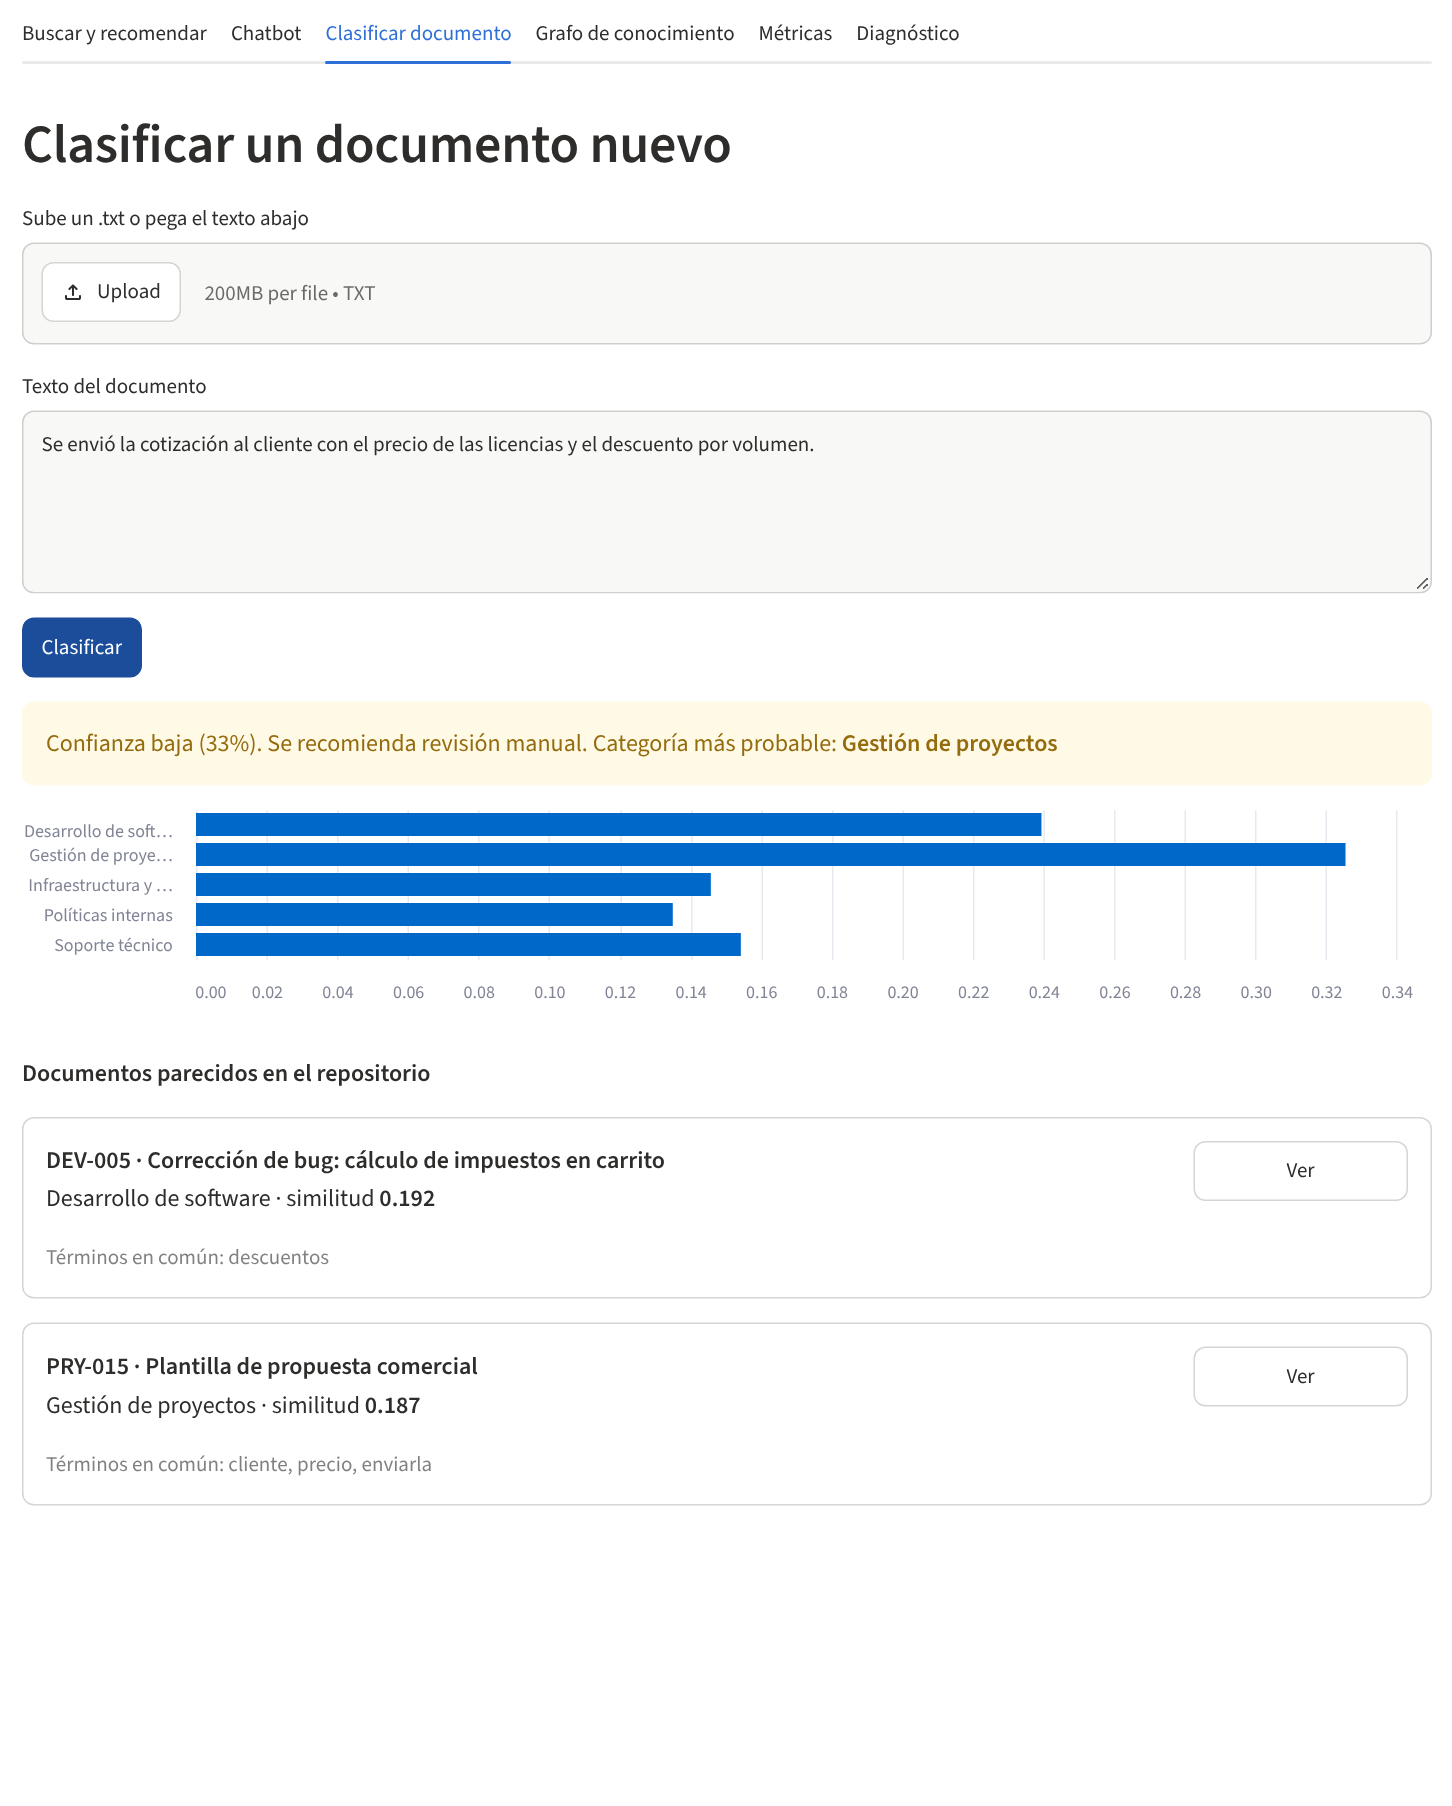 Buscar y recomendar Chatbot Clasificar documento Grafo de conocimiento Métricas Diagnóstico
Clasificar un documento nuevo
Sube un .txt o pega el texto abajo
Upload 200MB per file • TXT
Texto del documento
Se envió la cotización al cliente con el precio de las licencias y el descuento por volumen.
Clasificar
Confianza baja (33%). Se recomienda revisión manual. Categoría más probable: Gestión de proyectos
Desarrollo de soft…
Gestión de proye…
Infraestructura y …
Políticas internas
Soporte técnico
0.00 0.02 0.04 0.06 0.08 0.10 0.12 0.14 0.16 0.18 0.20 0.22 0.24 0.26 0.28 0.30 0.32 0.34
Documentos parecidos en el repositorio
DEV-005 · Corrección de bug: cálculo de impuestos en carrito
Ver
Desarrollo de software · similitud 0.192
Términos en común: descuentos
PRY-015 · Plantilla de propuesta comercial
Ver
Gestión de proyectos · similitud 0.187
Términos en común: cliente, precio, enviarla